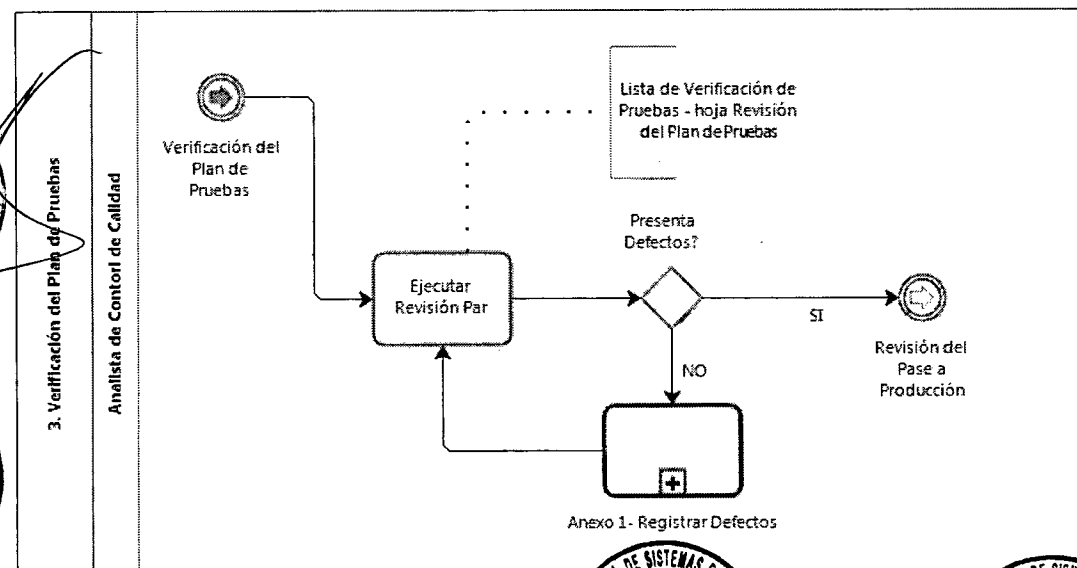 3. Verificación del Plan de Pruebas
Analista de Contorl de Calidad
Verificación del
Plan de
Pruebas
Lista de Verificación de
Pruebas - hoja Revisión
del Plan de Pruebas
Presenta
Defectos?
Ejecutar
Revisión Par
SI
Revisión del
Pase a
Producción
NO
Anexo 1- Registrar Defectos
DE SISTEMAS